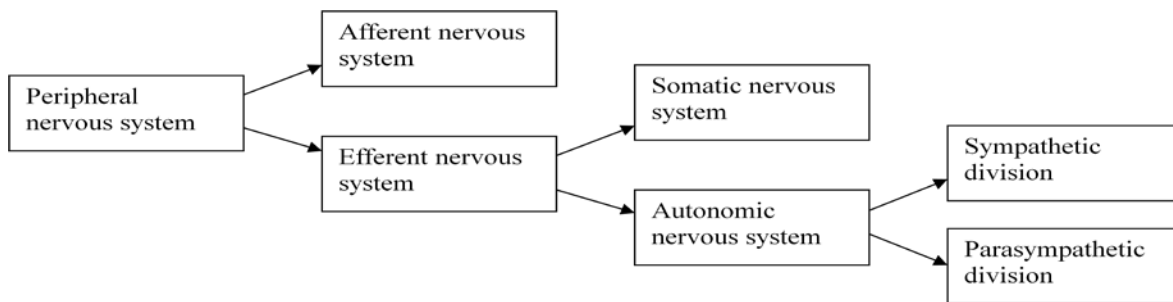 Afferent nervous
system
Peripheral
nervous system
Somatic nervous
system
Efferent nervous
system
Sympathetic
division
Autonomic
nervous system
Parasympathetic
division